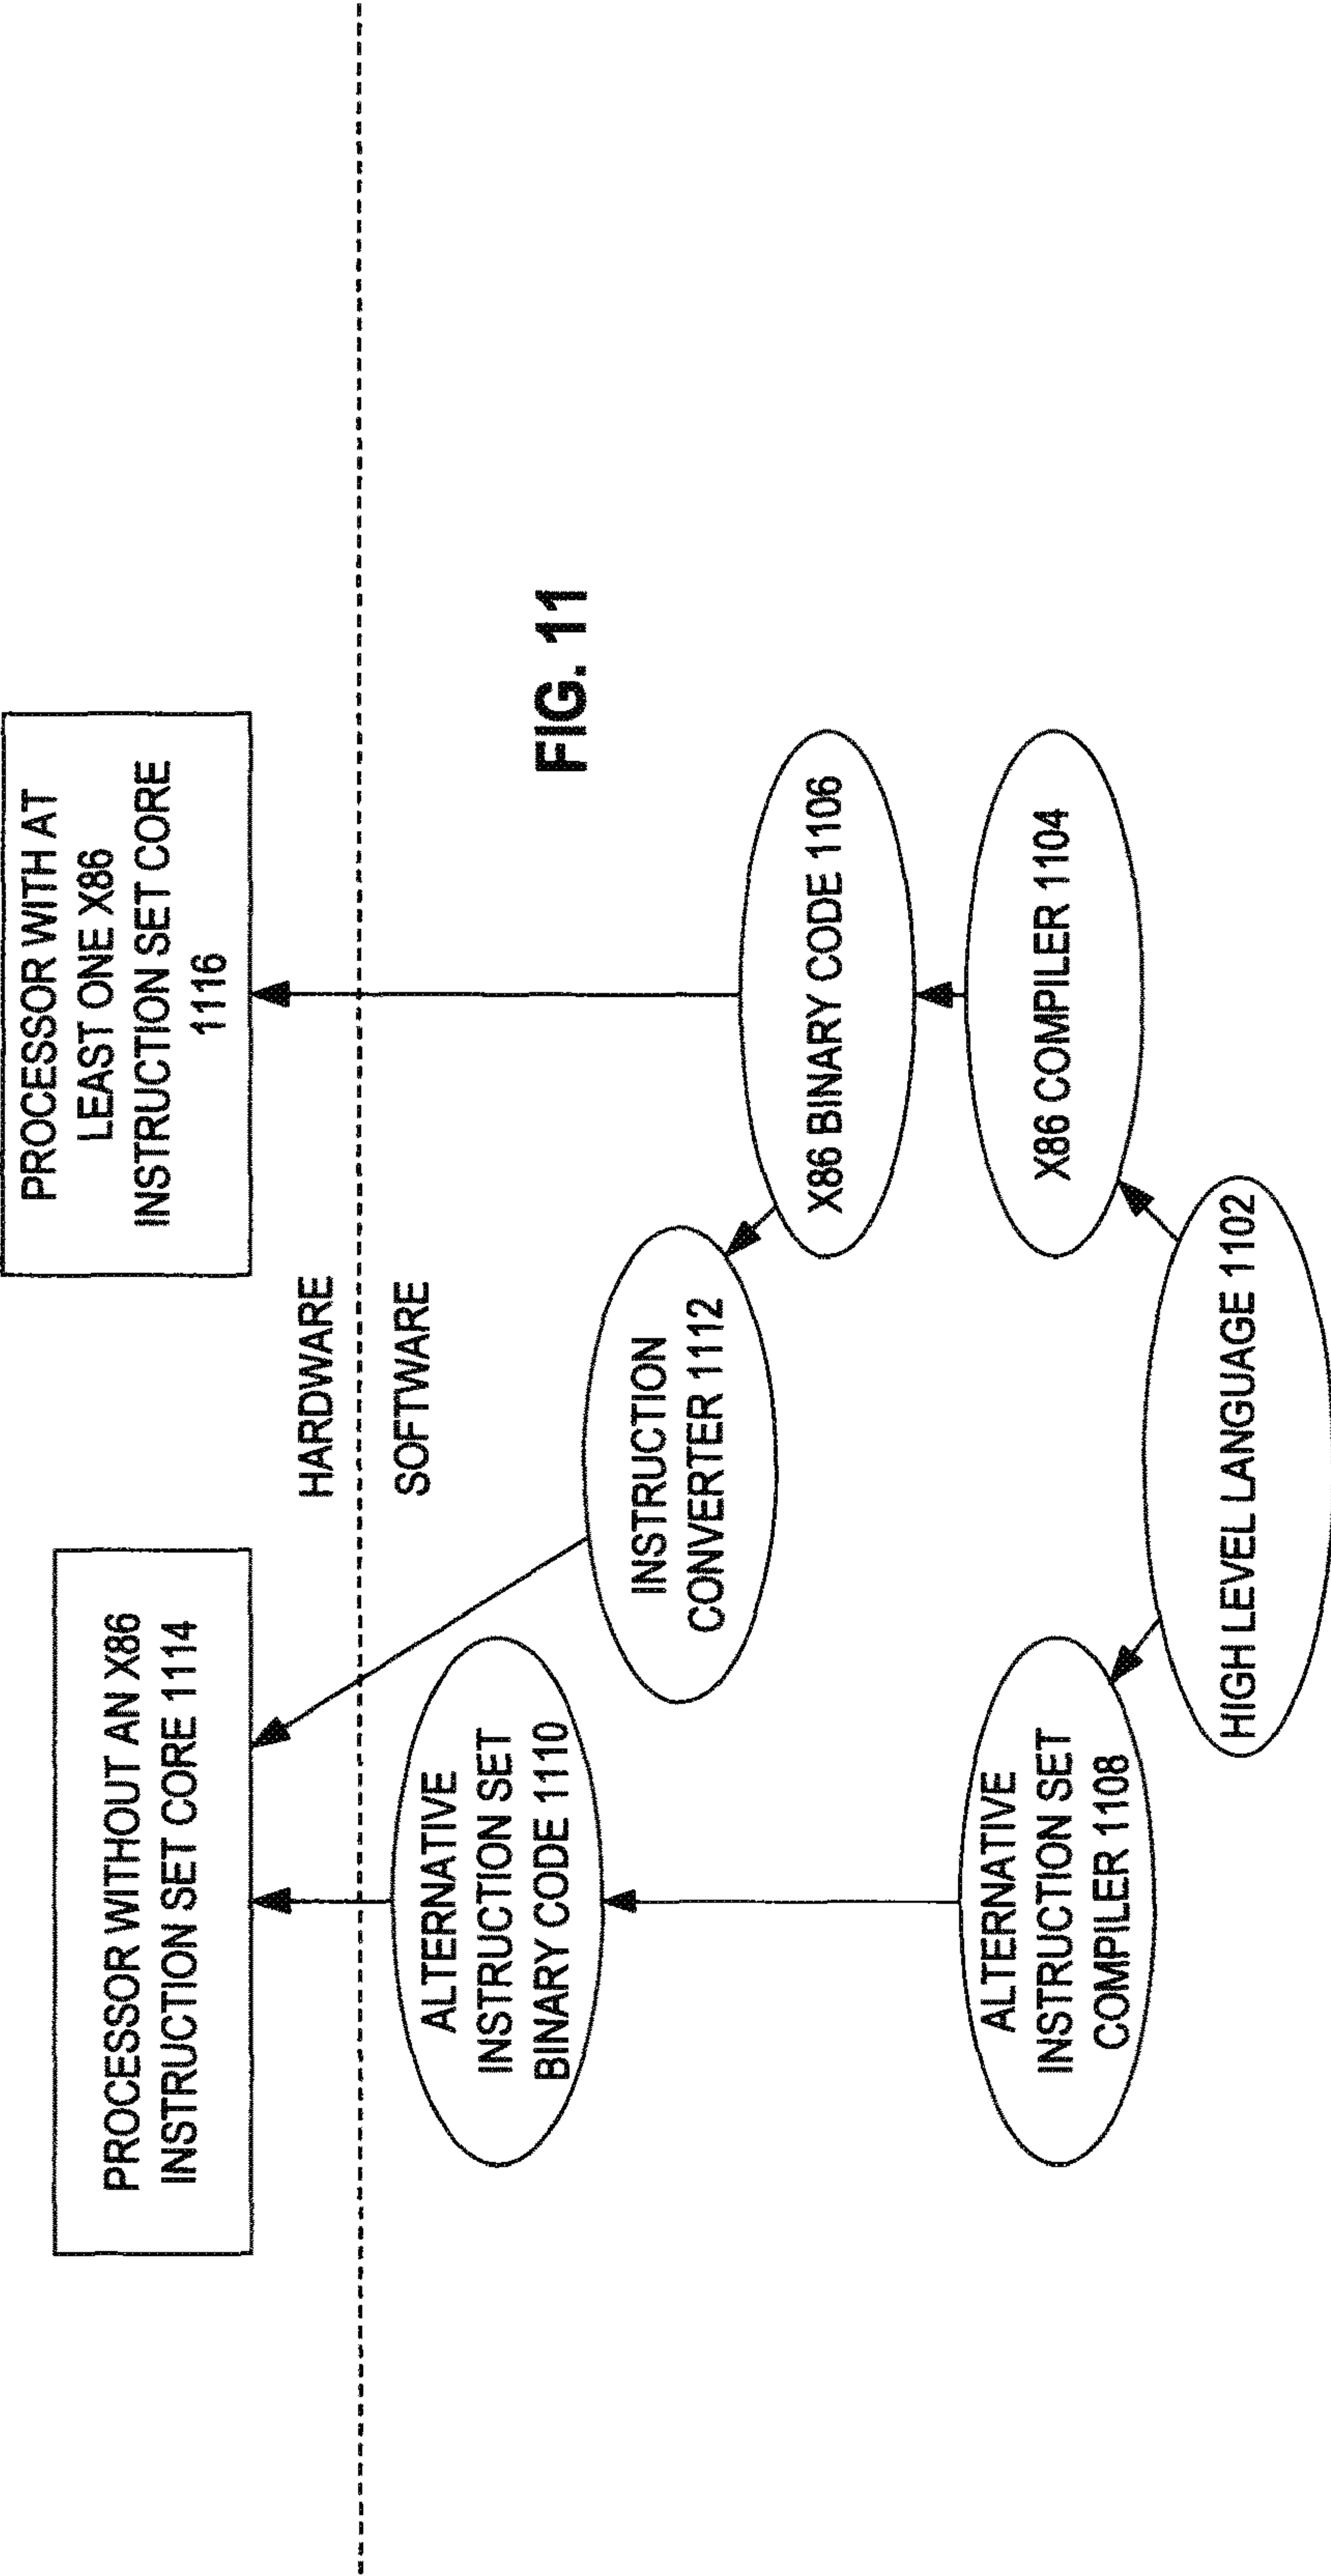 PROCESSOR WITHOUT AN X86
INSTRUCTION SET CORE 1114
PROCESSOR WITH AT
LEAST ONE X86
INSTRUCTION SET CORE
1116
HARDWARE
SOFTWARE
ALTERNATIVE
INSTRUCTION SET
BINARY CODE 1110
FIG. 11
INSTRUCTION
CONVERTER 1112
X86 BINARY CODE 1106
ALTERNATIVE
INSTRUCTION SET
COMPILER 1108
X86 COMPILER 1104
HIGH LEVEL LANGUAGE 1102